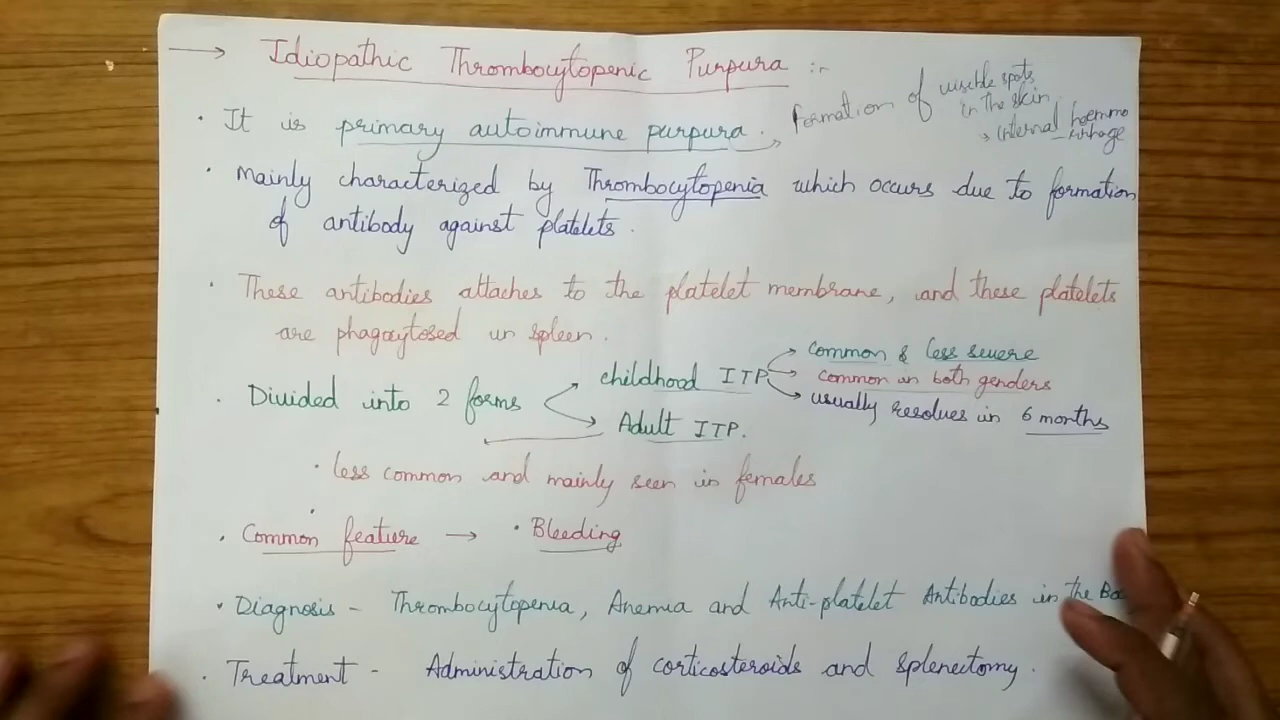 → Idiopathic Thrombocytopenic Purpura :-
• It is primary autoimmune purpura. → Formation of visible spots
in the skin
→ internal haemmo
rrhage
• Mainly characterized by Thrombocytopenia which occurs due to formation
of antibody against platelets.
• These antibodies attaches to the platelet membrane, and these platelets
are phagocytosed in spleen.
• Divided into 2 forms
childhood ITP
→ common & less severe
→ common in both genders
→ usually resolves in 6 months
→ Adult ITP.
• less common and mainly seen in females
• Common feature → • Bleeding
• Diagnosis - Thrombocytopenia, Anemia and Anti-platelet Antibodies in the
• Treatment - Administration of corticosteroids and splenectomy.